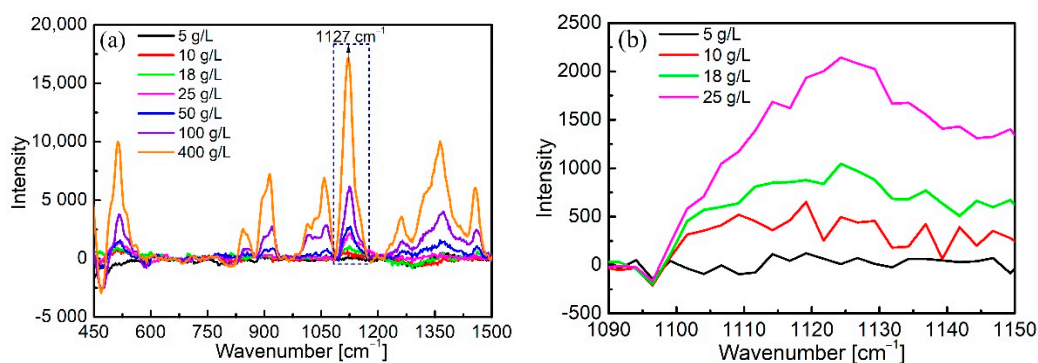 (a)
1127 cm⁻¹
5 g/L
10 g/L
18 g/L
25 g/L
50 g/L
100 g/L
400 g/L
Intensity
20,000
15,000
10,000
5 000
0
-5 000
450 600 750 900 1050 1200 1350 1500
Wavenumber [cm⁻¹]
(b)
5 g/L
10 g/L
18 g/L
25 g/L
Intensity
2500
2000
1500
1000
500
0
-500
1090 1100 1110 1120 1130 1140 1150
Wavenumber [cm⁻¹]